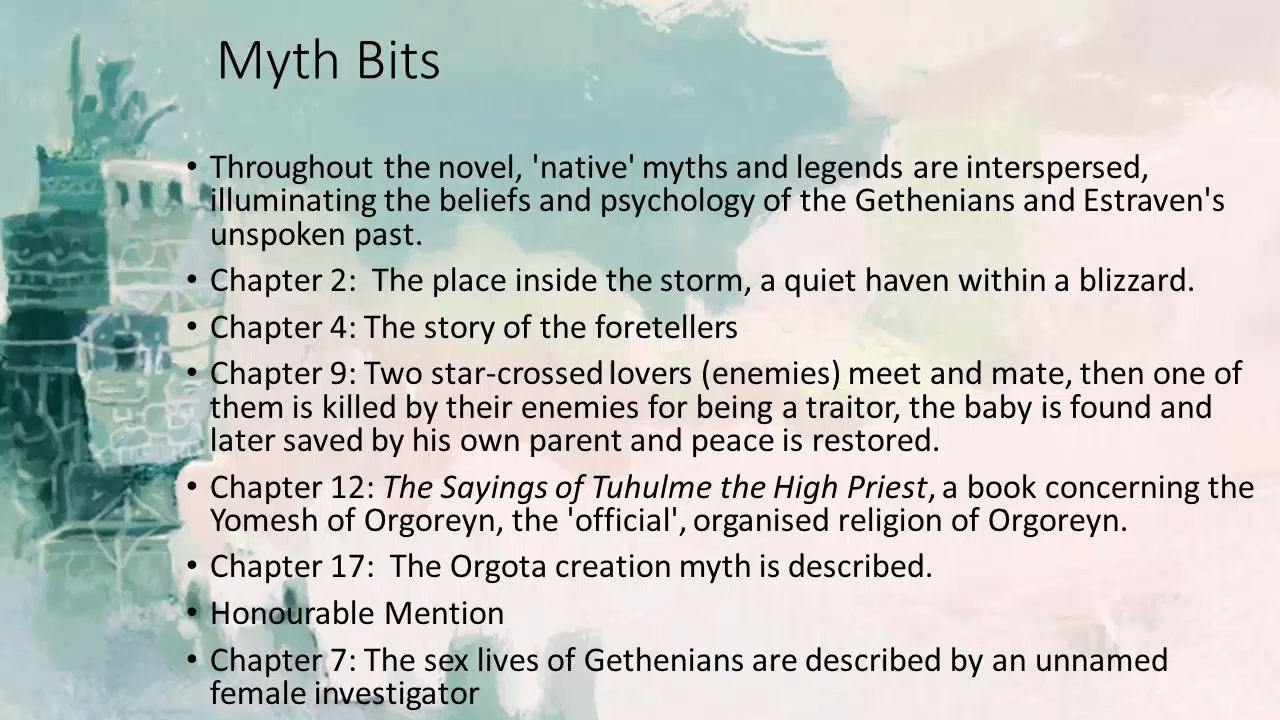 Myth Bits
• Throughout the novel, 'native' myths and legends are interspersed,
illuminating the beliefs and psychology of the Gethenians and Estraven's
unspoken past.
• Chapter 2:  The place inside the storm, a quiet haven within a blizzard.
• Chapter 4: The story of the foretellers
• Chapter 9: Two star-crossed lovers (enemies) meet and mate, then one of
them is killed by their enemies for being a traitor, the baby is found and
later saved by his own parent and peace is restored.
• Chapter 12: The Sayings of Tuhulme the High Priest, a book concerning the
Yomesh of Orgoreyn, the 'official', organised religion of Orgoreyn.
• Chapter 17:  The Orgota creation myth is described.
• Honourable Mention
• Chapter 7: The sex lives of Gethenians are described by an unnamed
female investigator